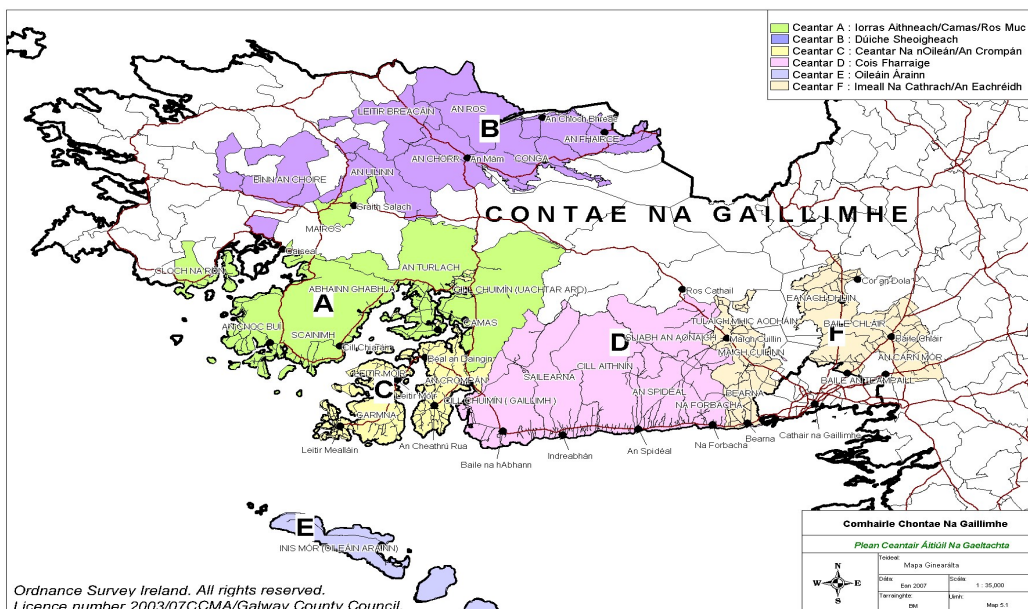 Ceantar A : Iorras Aithneach/Camas/Ros Muc
Ceantar B : Dúiche Sheoigheach
Ceantar C : Ceantar Na nOileán/An Crompán
Ceantar D : Cois Fharraige
Ceantar E : Oileáin Árainn
Ceantar F : Imeall Na Cathrach/An Eachréidh
LEITIR BREACÁIN
AN ROS
An Chloch Bhreac
B
AN FHAIRCE
AN CHORR
An Mám
CONGA
BINN AN CHOIRE
AN UILINN
Sraith Salach
CONTAE NA GAILLIMHE
MAIROS
Caiseal
CLOCH NA RÓN
AN TURLACH
ABHAINN GHABHLA
CILL CHUIMÍN (UACHTAR ARD)
Ros Cathail
Cor an Dola
EANACH DHÚIN
A
CAMAS
TULAIGH MHIC AODHÁIN
BAILE CHLÁIR
AN CNOC BUÍ
SCAINIMH
SLIABH AN AONAIGH
Maigh Cuilinn
F
Baile Chláir
Cill Chiaráin
D
MAIGH CUILINN
Béal an Daingin
CILL AITHNÍN
AN CARN MÓR
LEITIR MÓIR
SAILEARNA
BAILE AN TEAMPAILL
C
AN CROMPÁN
Leitir Móir
AN SPIDÉAL
CILL CHUIMÍN ( GAILLIMH )
GARMNA
NA FORBACHA
BEARNA
Leitir Mealláin
An Cheathrú Rua
Baile na hAbhann
Indreabhán
An Spidéal
Na Forbacha
Bearna
Cathair na Gaillimhe
E
INIS MÓR (OILEÁIN ÁRAINN)
Comhairle Chontae Na Gaillimhe
Plean Ceantair Áitiúil Na Gaeltachta
N
W
E
S
Teideal:
Mapa Ginearálta
Dáta:
Ean 2007
Scála:
1 : 35,000
Tarraingthe:
BM
Uimh:
Map 5.1
Ordnance Survey Ireland. All rights reserved.
Licence number 2003/07CCMA/Galway County Council.